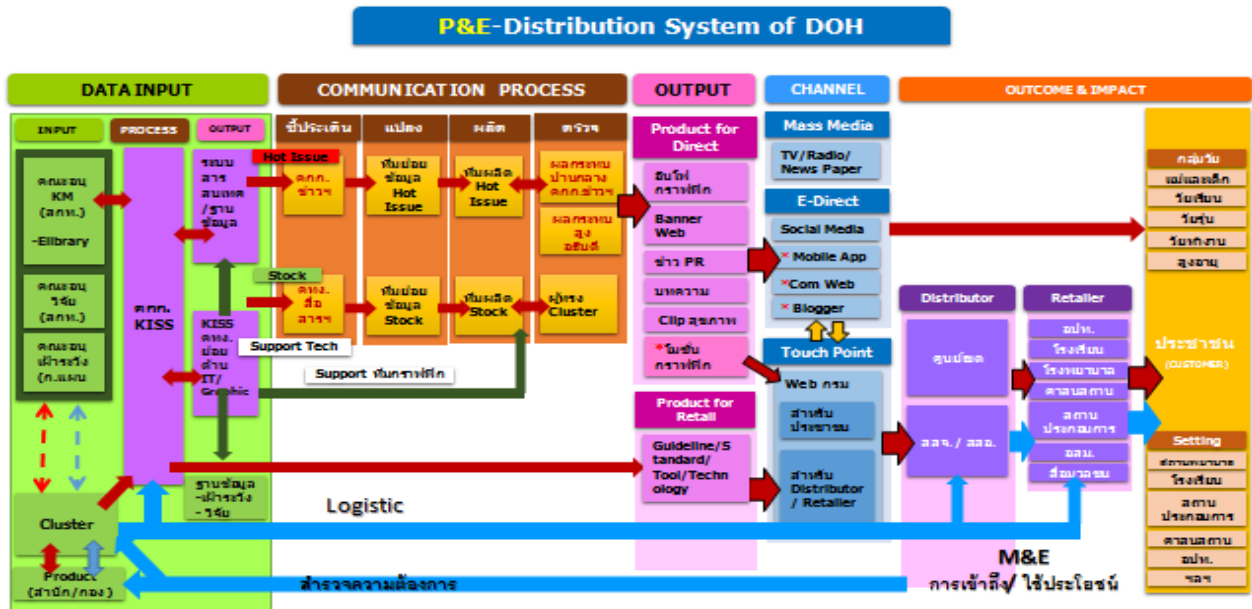 P&E-Distribution System of DOH
DATA INPUT
COMMUNICATION PROCESS
OUTPUT
CHANNEL
OUTCOME & IMPACT
INPUT
PROCESS
OUTPUT
คณะอนุ
KM
(สกท.)
-Elibrary
คณะอนุ
วิจัย
(สกท.)
คณะอนุ
เฝ้าระวัง
(ก.แผน
คกก.
KISS
ระบบ
สาร
สนเทศ
/ฐาน
ข้อมูล
KISS
คทง.
ย่อย
ด้าน
IT/
Graphic
ฐานข้อมูล
-เฝ้าระวัง
- วิจัย
Cluster
Product
(สำนัก/กอง)
ชี้ประเด็น
แปลง
ผลิต
ตรวจ
Hot Issue
คกก.
ข่าวฯ
ทีมย่อย
ข้อมูล
Hot
Issue
ทีมผลิต
Hot
Issue
ผลกระทบ
ปานกลาง
คกก.ข่าวฯ
ผลกระทบ
สูง
อธิบดี
Stock
คทง.
สื่อ
สารฯ
ทีมย่อย
ข้อมูล
Stock
ทีมผลิต
Stock
ผู้ทรง
Cluster
Support Tech
Support ทีมกราฟฟิก
Product for
Direct
อินโฟ
กราฟฟิก
Banner
Web
ข่าว PR
บทความ
Clip สุขภาพ
*โมชั่น
กราฟฟิก
Product for
Retail
Guideline/S
tandard/
Tool/Techn
ology
Mass Media
TV/Radio/
News Paper
E-Direct
Social Media
* Mobile App
*Com Web
* Blogger
Touch Point
Web กรม
สำหรับ
ประชาชน
สำหรับ
Distributor
/ Retailer
Distributor
ศูนย์เขต
สสจ./ สสอ.
Retailer
อปท.
โรงเรียน
โรงพยาบาล
ศาสนสถาน
สถาน
ประกอบการ
อสม.
สื่อมวลชน
ประชาชน
(CUSTOMER)
กลุ่มวัย
แม่และเด็ก
วัยเรียน
วัยรุ่น
วัยทำงาน
สูงอายุ
Setting
สถานพยาบาล
โรงเรียน
สถาน
ประกอบการ
ศาสนสถาน
อปท.
ฯลฯ
Logistic
สำรวจความต้องการ
M&E
การเข้าถึง/ ใช้ประโยชน์